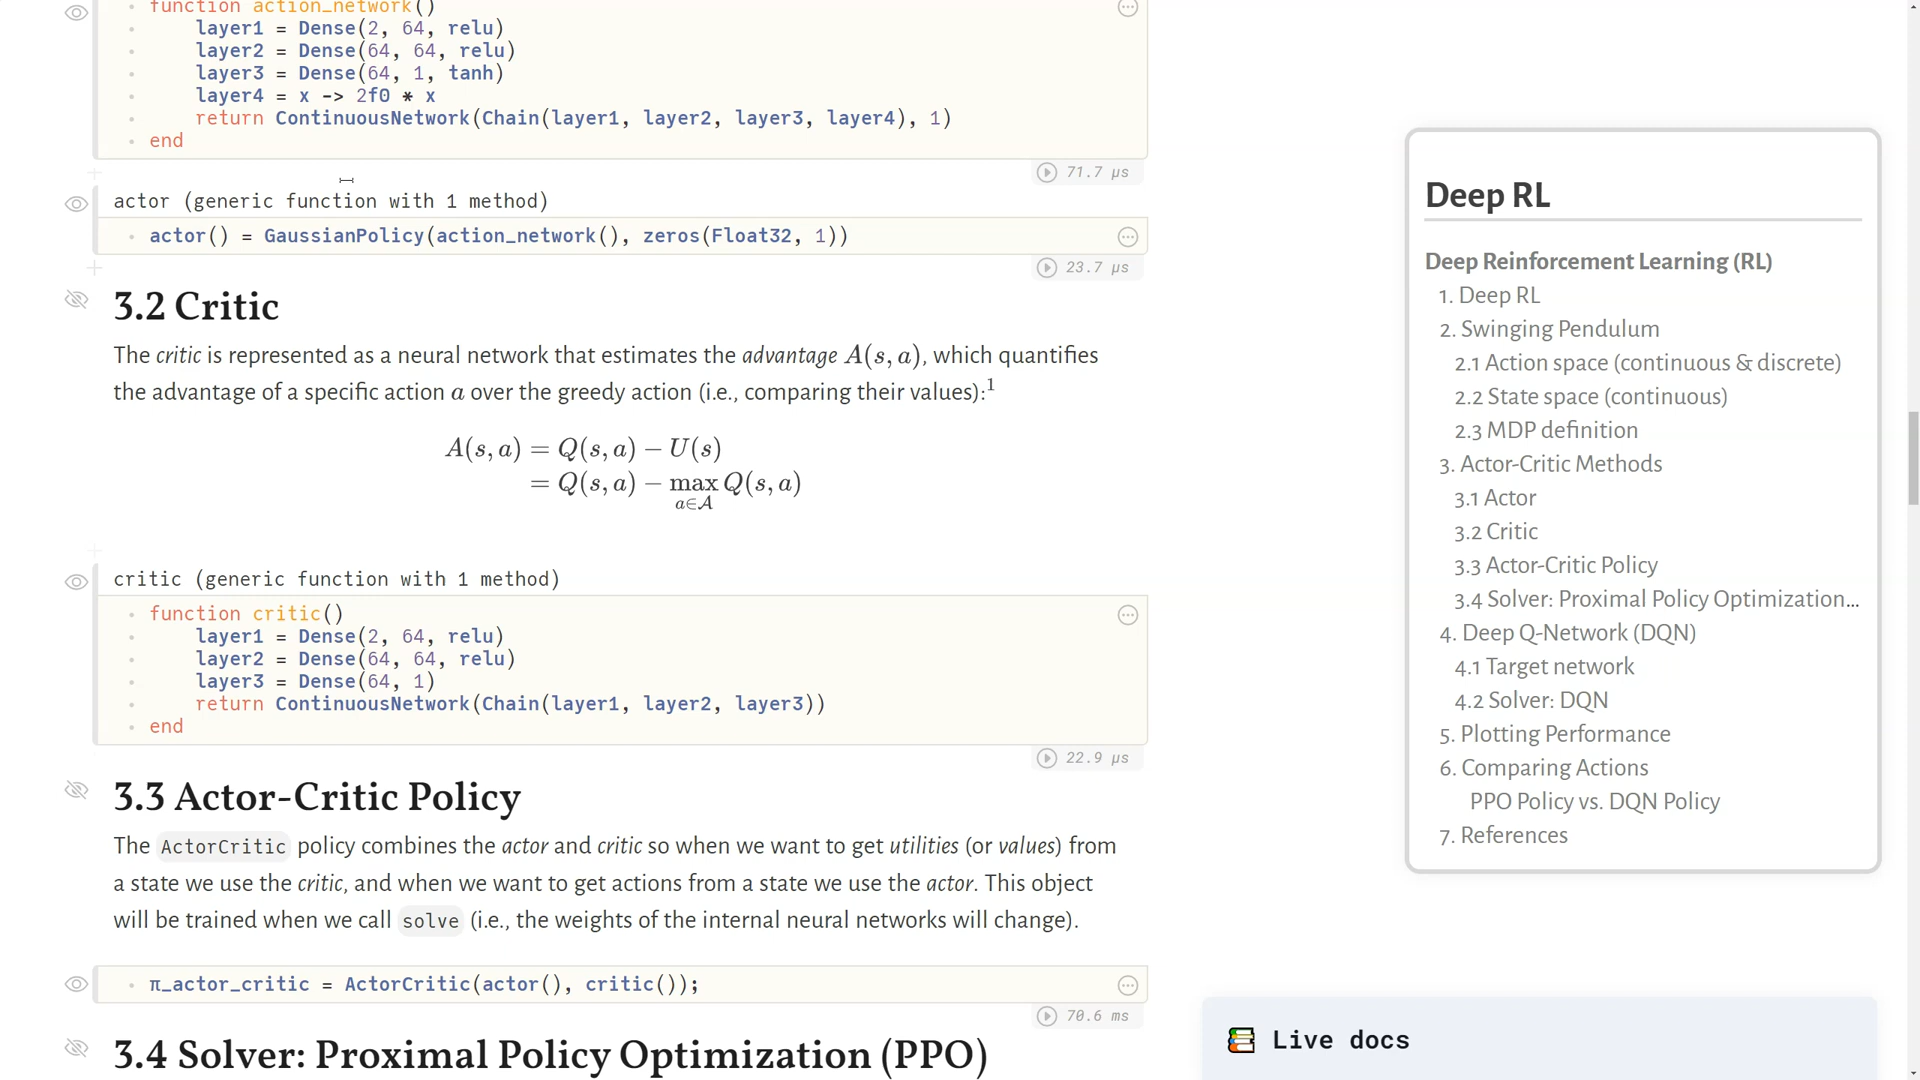 function action_network()
layer1 = Dense(2, 64, relu)
layer2 = Dense(64, 64, relu)
layer3 = Dense(64, 1, tanh)
layer4 = x -> 2f0 * x
return ContinuousNetwork(Chain(layer1, layer2, layer3, layer4), 1)
end
71.7 μs
actor (generic function with 1 method)
actor() = GaussianPolicy(action_network(), zeros(Float32, 1))
23.7 μs
3.2 Critic
The critic is represented as a neural network that estimates the advantage A(s, a), which quantifies
the advantage of a specific action a over the greedy action (i.e., comparing their values):¹
A(s, a) = Q(s, a) − U(s)
= Q(s, a) − max Q(s, a)
a∈𝒜
critic (generic function with 1 method)
function critic()
layer1 = Dense(2, 64, relu)
layer2 = Dense(64, 64, relu)
layer3 = Dense(64, 1)
return ContinuousNetwork(Chain(layer1, layer2, layer3))
end
22.9 μs
3.3 Actor-Critic Policy
The ActorCritic policy combines the actor and critic so when we want to get utilities (or values) from
a state we use the critic, and when we want to get actions from a state we use the actor. This object
will be trained when we call solve (i.e., the weights of the internal neural networks will change).
π_actor_critic = ActorCritic(actor(), critic());
70.6 ms
3.4 Solver: Proximal Policy Optimization (PPO)
Deep RL
Deep Reinforcement Learning (RL)
1. Deep RL
2. Swinging Pendulum
2.1 Action space (continuous & discrete)
2.2 State space (continuous)
2.3 MDP definition
3. Actor-Critic Methods
3.1 Actor
3.2 Critic
3.3 Actor-Critic Policy
3.4 Solver: Proximal Policy Optimization...
4. Deep Q-Network (DQN)
4.1 Target network
4.2 Solver: DQN
5. Plotting Performance
6. Comparing Actions
PPO Policy vs. DQN Policy
7. References
Live docs